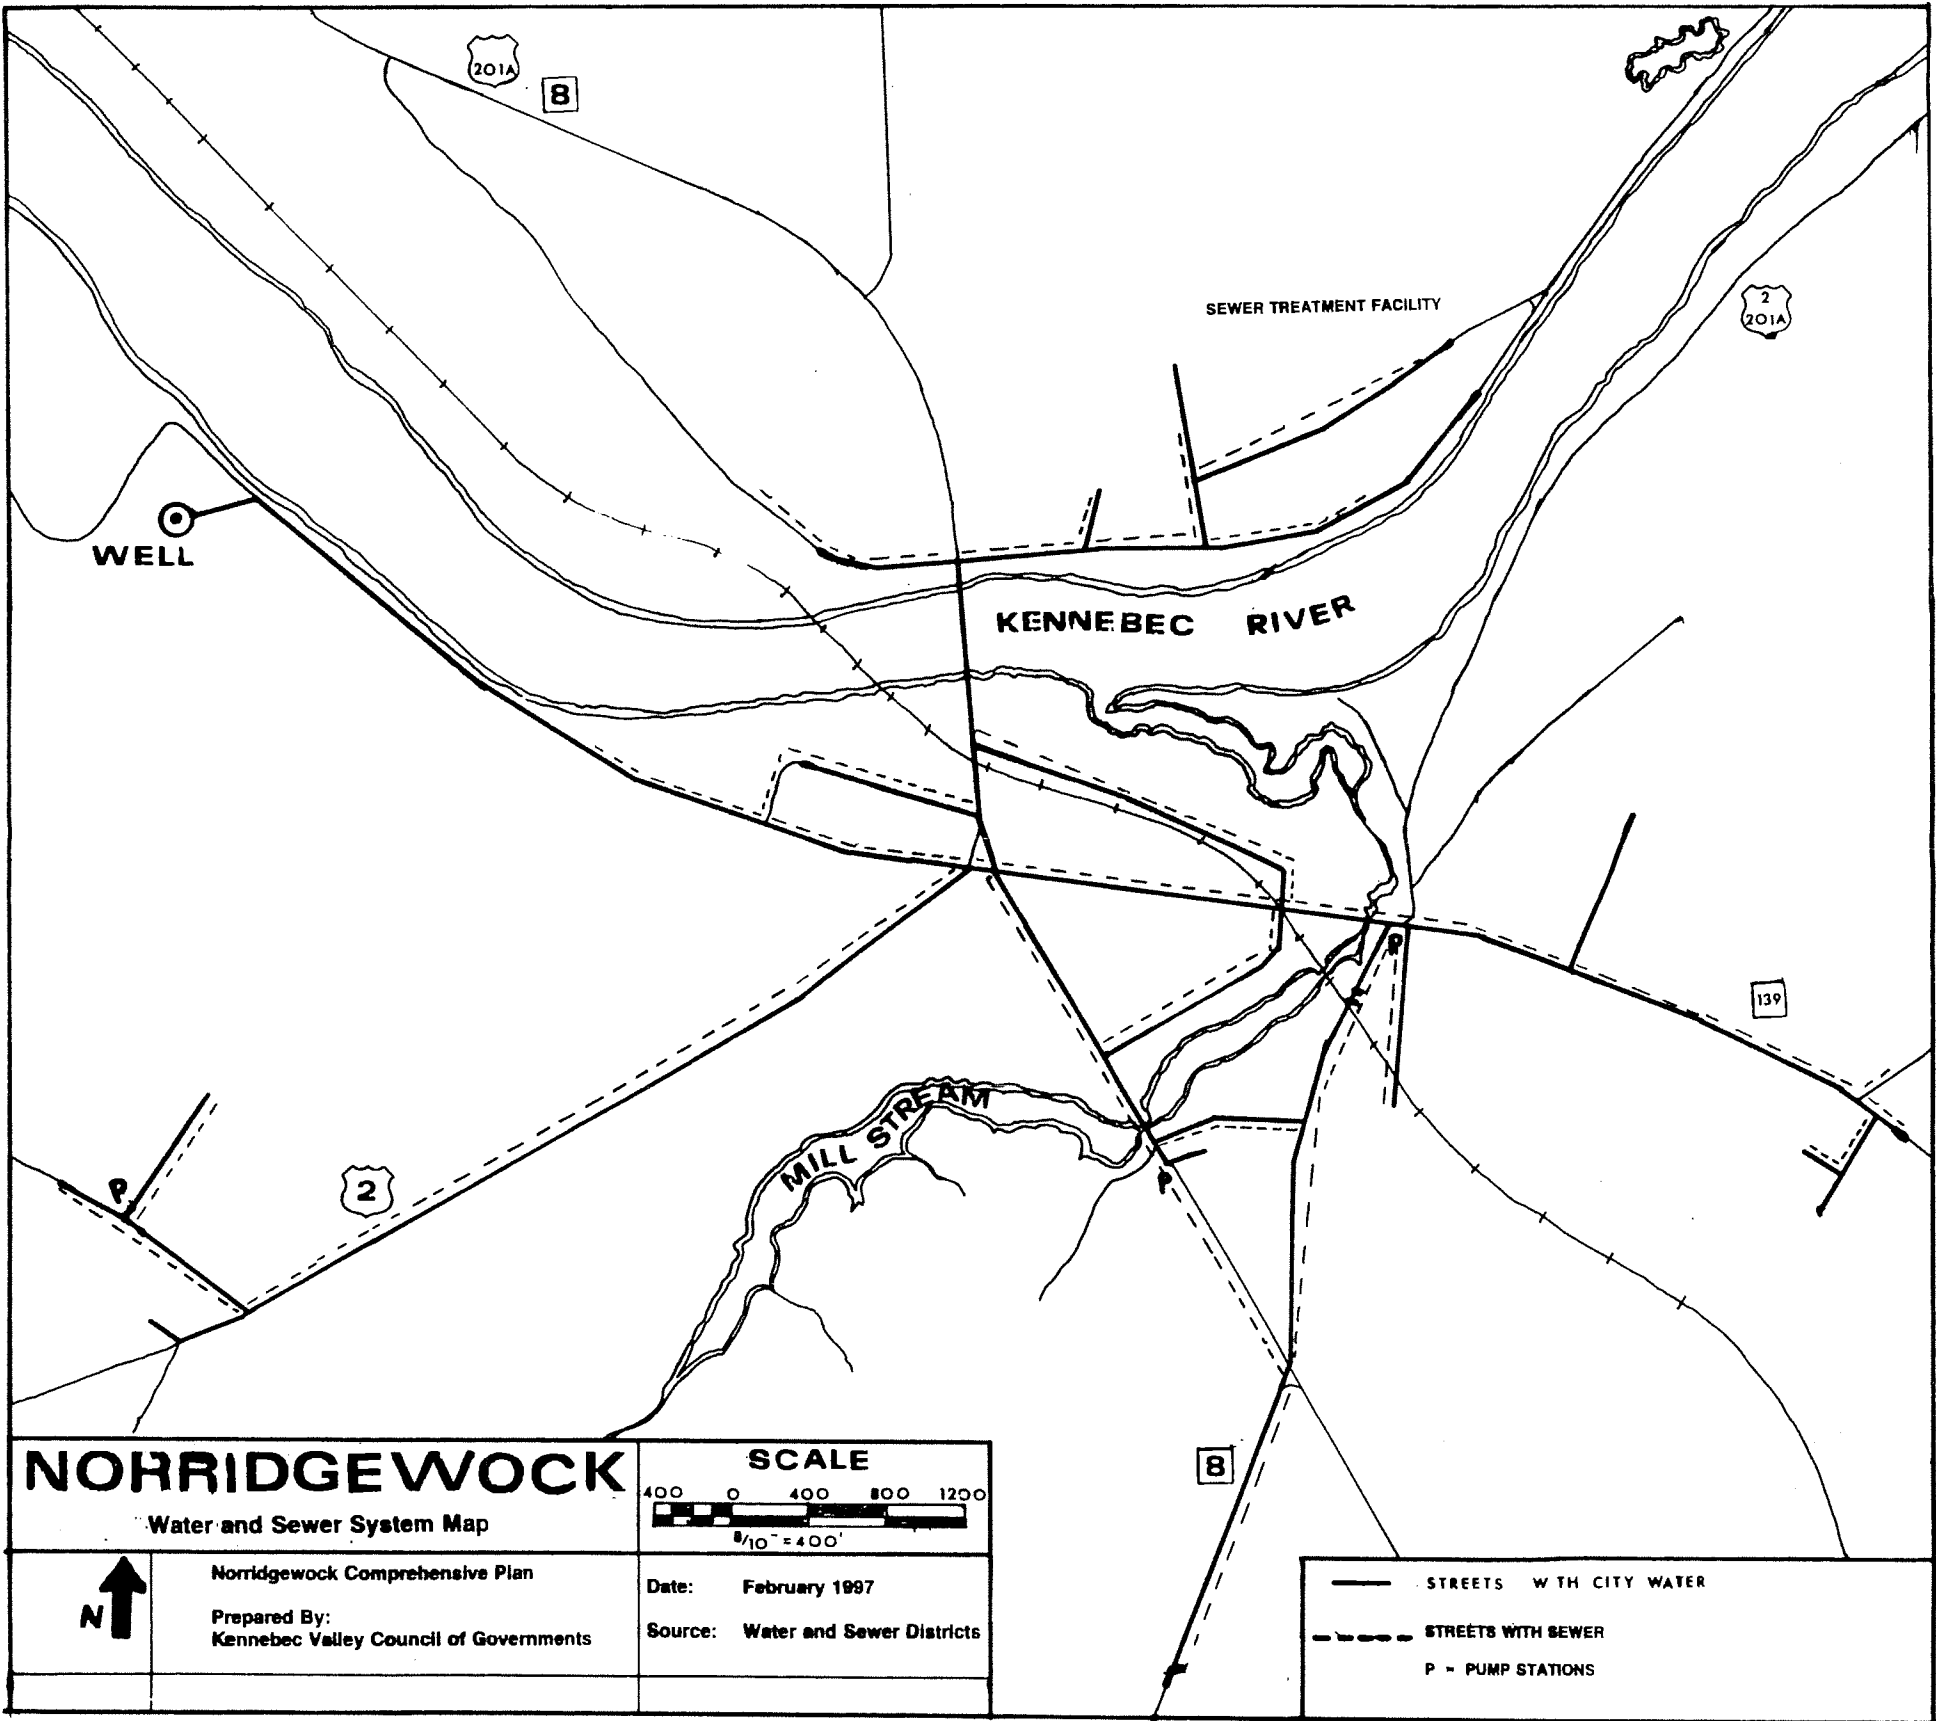 201A
8
SEWER TREATMENT FACILITY
2
201A
WELL
KENNEBEC RIVER
P
139
MILL STREAM
P
2
P
8
NORRIDGEWOCK
Water and Sewer System Map
SCALE
400 0 400 800 1200
8/10" = 400'
N
Norridgewock Comprehensive Plan
Prepared By:
Kennebec Valley Council of Governments
Date: February 1997
Source: Water and Sewer Districts
STREETS W TH CITY WATER
STREETS WITH SEWER
P = PUMP STATIONS